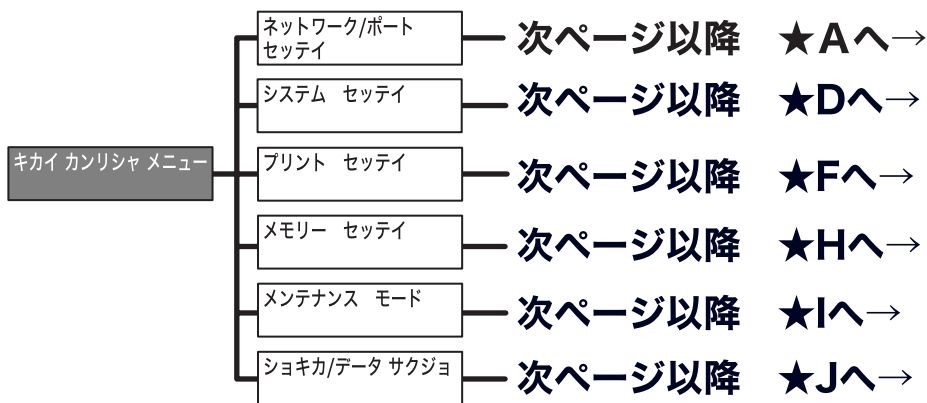 ネットワーク/ポート
セッテイ
次ページ以降 ★Aへ→
システム セッテイ
次ページ以降 ★Dへ→
キカイ カンリシャ メニュー
プリント セッテイ
次ページ以降 ★Fへ→
メモリー セッテイ
次ページ以降 ★Hへ→
メンテナンス モード
次ページ以降 ★Iへ→
ショキカ/データ サクジョ
次ページ以降 ★Jへ→